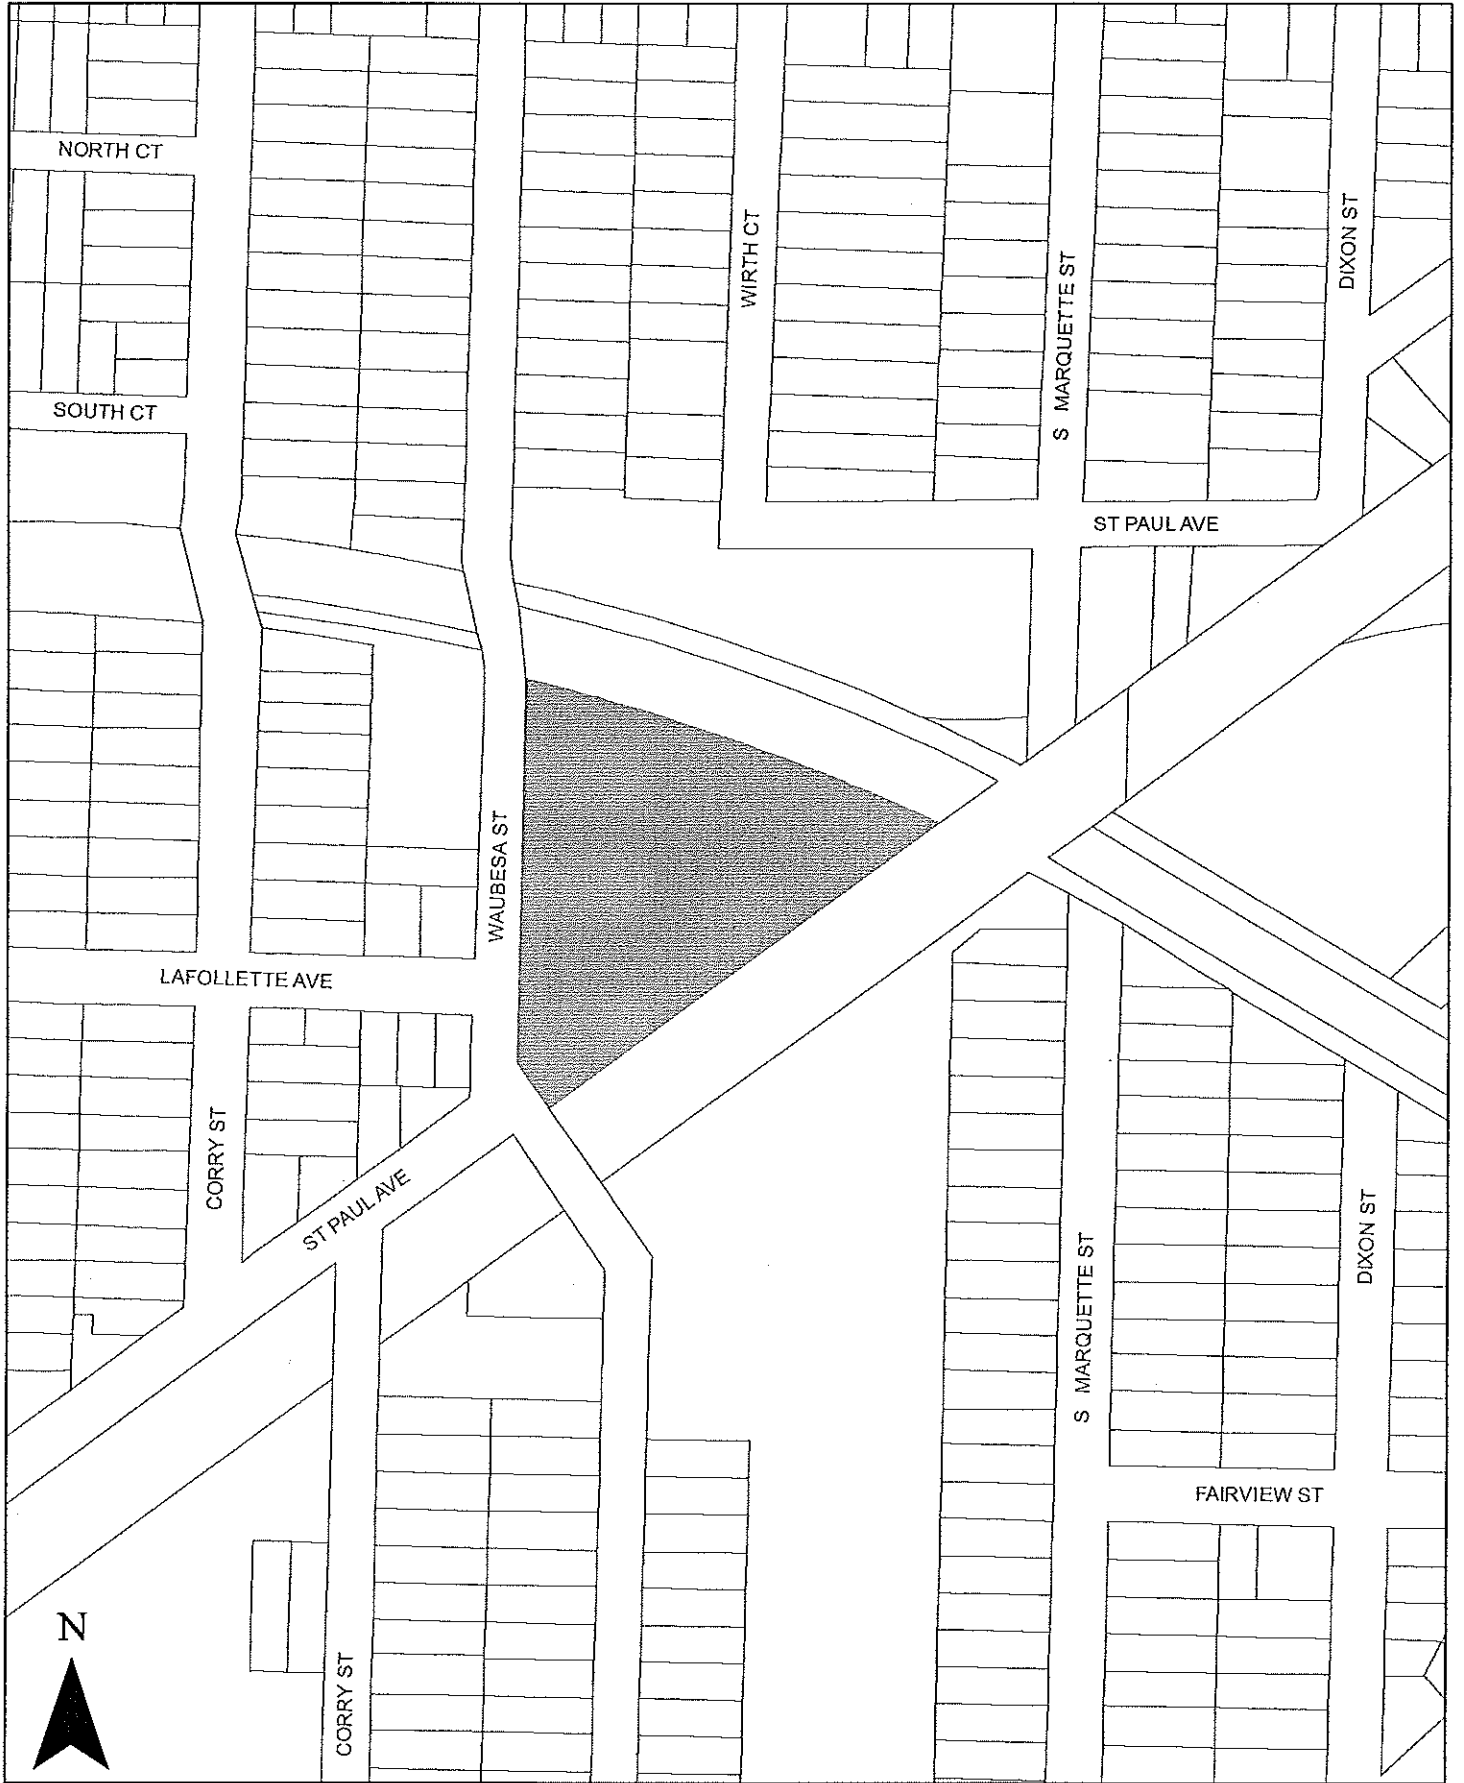 NORTH CT
WIRTH CT
S MARQUETTE ST
DIXON ST
SOUTH CT
ST PAUL AVE
WAUBESA ST
LAFOLLETTE AVE
CORRY ST
ST PAUL AVE
S MARQUETTE ST
DIXON ST
FAIRVIEW ST
N
CORRY ST